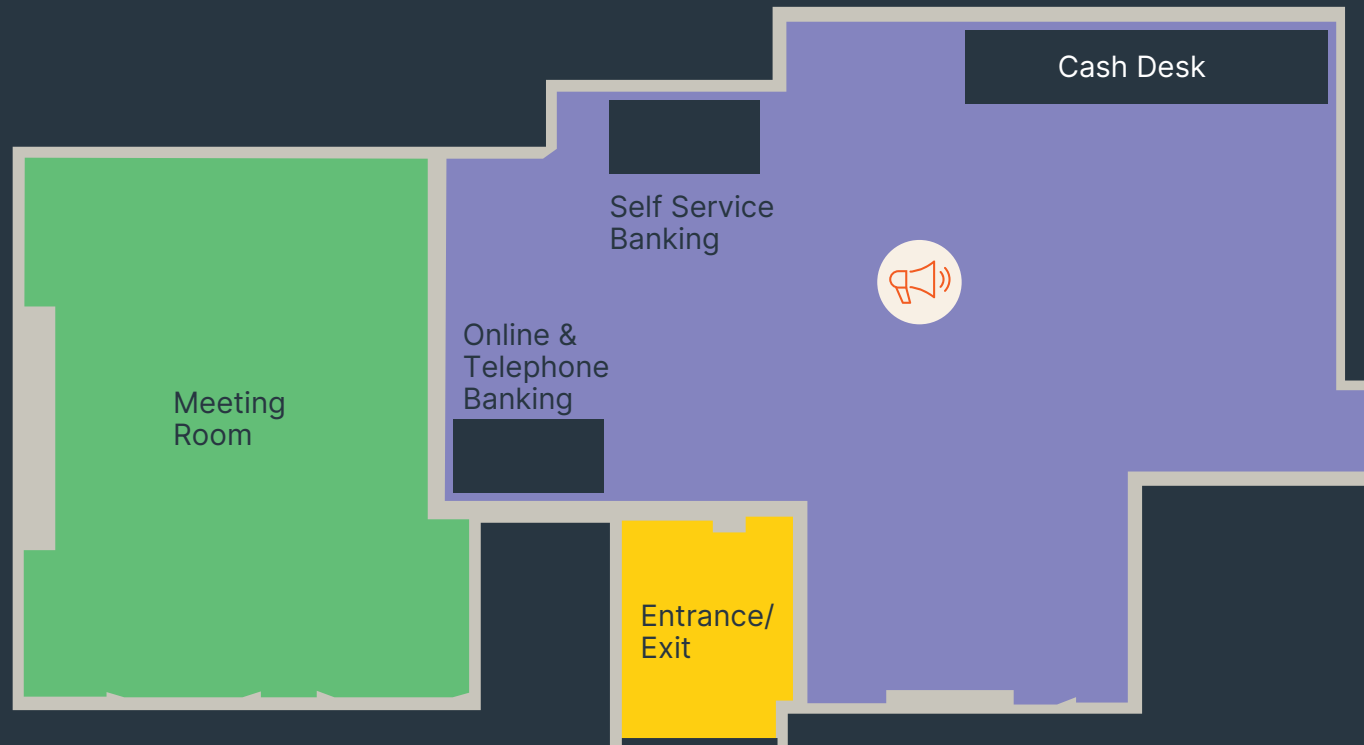 Cash Desk
Self Service
Banking
Online &
Telephone
Banking
Meeting
Room
Entrance/
Exit